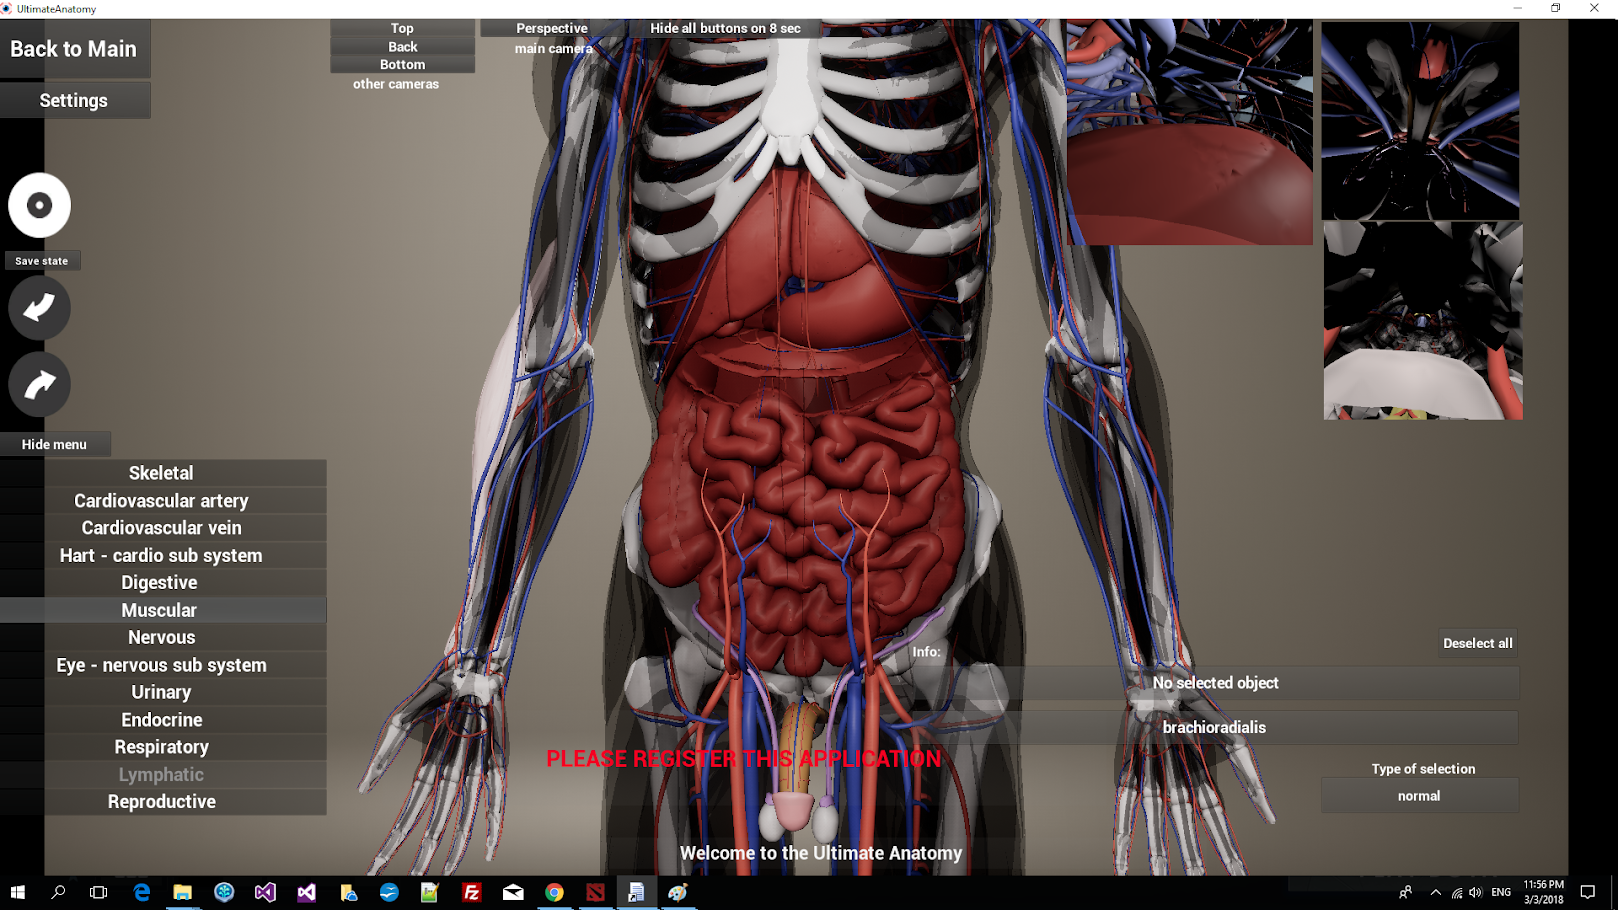 UltimateAnatomy
Back to Main
Settings
Top
Back
Bottom
other cameras
Perspective
main camera
Hide all buttons on 8 sec
Save state
Hide menu
Skeletal
Cardiovascular artery
Cardiovascular vein
Hart - cardio sub system
Digestive
Muscular
Nervous
Eye - nervous sub system
Urinary
Endocrine
Respiratory
Lymphatic
Reproductive
Info:
Deselect all
No selected object
brachioradialis
Type of selection
normal
PLEASE REGISTER THIS APPLICATION
Welcome to the Ultimate Anatomy
ENG
11:56 PM
3/3/2018